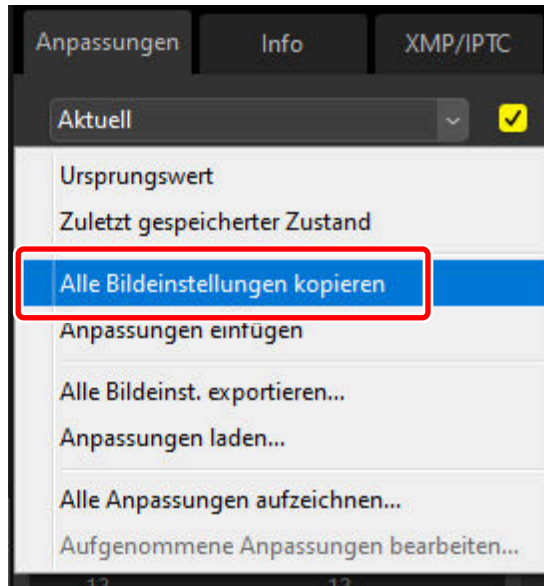 Anpassungen Info XMP/IPTC
Aktuell
Ursprungswert
Zuletzt gespeicherter Zustand
Alle Bildeinstellungen kopieren
Anpassungen einfügen
Alle Bildeinst. exportieren...
Anpassungen laden...
Alle Anpassungen aufzeichnen...
Aufgenommene Anpassungen bearbeiten...